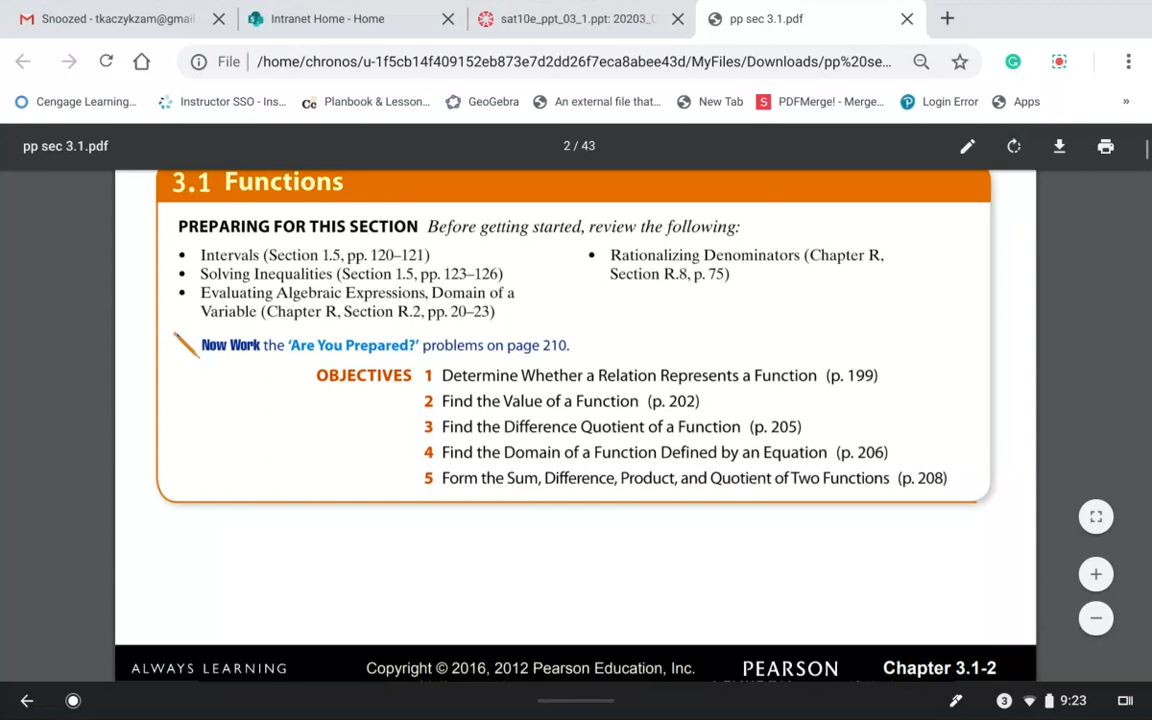 Snoozed - tkaczykzam@gmail
Intranet Home - Home
sat10e_ppt_03_1.ppt: 20203_C
pp sec 3.1.pdf
File
/home/chronos/u-1f5cb14f409152eb873e7d2dd26f7eca8abee43d/MyFiles/Downloads/pp%20se...
Cengage Learning...
Instructor SSO - Ins...
Cc Planbook & Lesson...
GeoGebra
An external file that...
New Tab
S PDFMerge! - Merge...
Login Error
Apps
»
pp sec 3.1.pdf
2 / 43
3.1 Functions
PREPARING FOR THIS SECTION Before getting started, review the following:
• Intervals (Section 1.5, pp. 120–121)
• Solving Inequalities (Section 1.5, pp. 123–126)
• Evaluating Algebraic Expressions, Domain of a
Variable (Chapter R, Section R.2, pp. 20–23)
• Rationalizing Denominators (Chapter R,
Section R.8, p. 75)
Now Work the 'Are You Prepared?' problems on page 210.
OBJECTIVES 1 Determine Whether a Relation Represents a Function (p. 199)
2 Find the Value of a Function (p. 202)
3 Find the Difference Quotient of a Function (p. 205)
4 Find the Domain of a Function Defined by an Equation (p. 206)
5 Form the Sum, Difference, Product, and Quotient of Two Functions (p. 208)
ALWAYS LEARNING
Copyright © 2016, 2012 Pearson Education, Inc.
PEARSON
Chapter 3.1-2
3
9:23